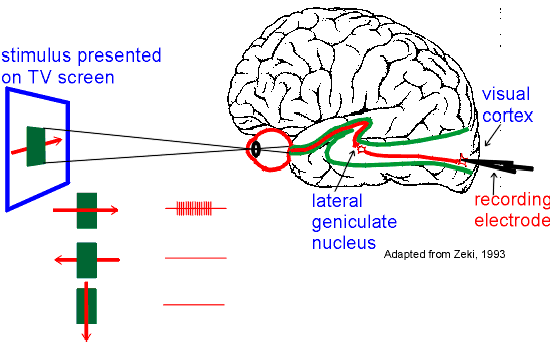 stimulus presented
on TV screen
visual
cortex
lateral
geniculate
nucleus
recording
electrode
Adapted from Zeki, 1993